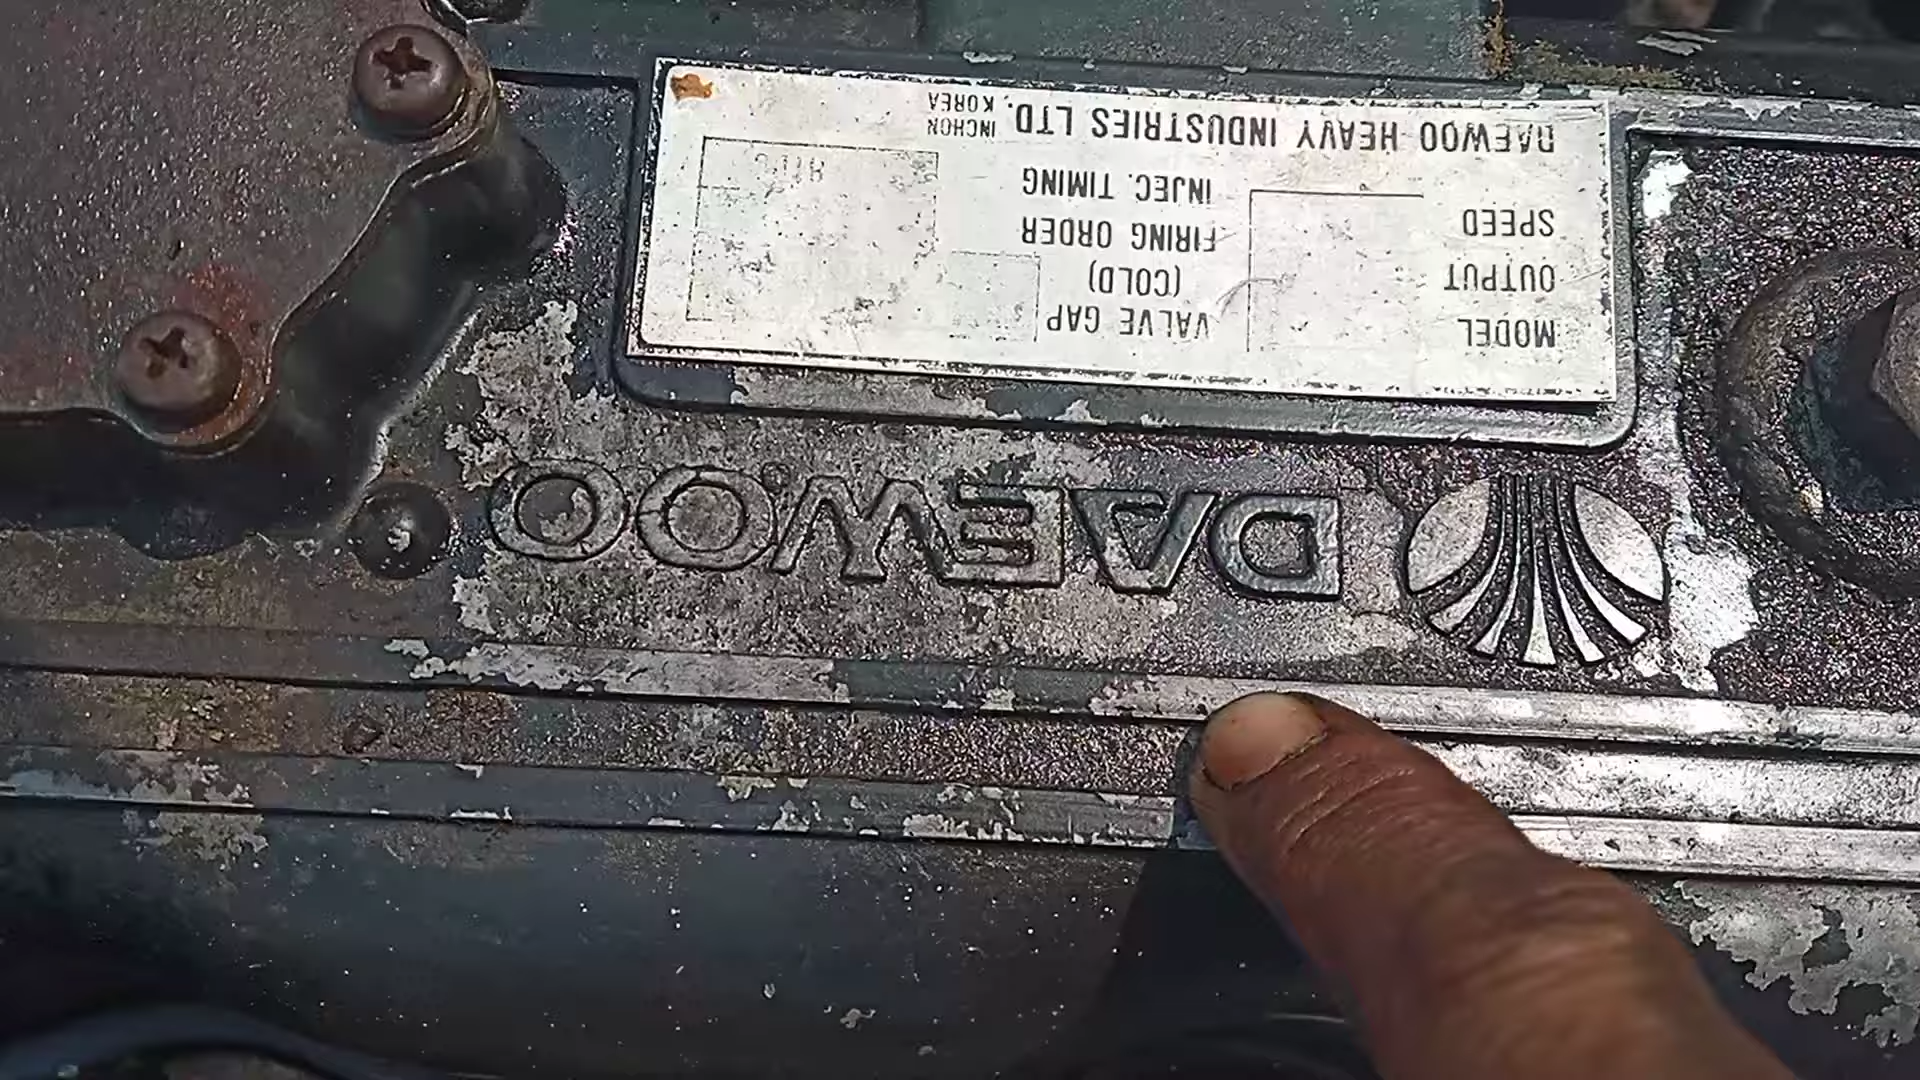 DAEWOO
MODEL
OUTPUT
SPEED
VALVE GAP
(COLD)
FIRING ORDER
INJEC. TIMING
DAEWOO HEAVY INDUSTRIES LTD. INCHON KOREA